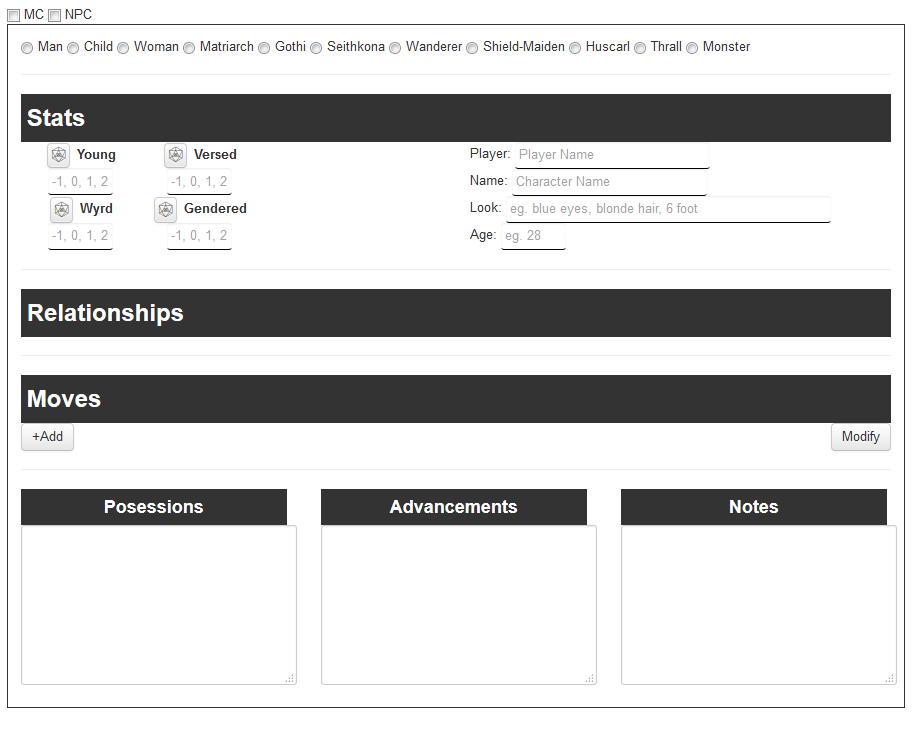 MC NPC
Man Child Woman Matriarch Gothi Seithkona Wanderer Shield-Maiden Huscarl Thrall Monster
Stats
Young Versed Player: Player Name
-1, 0, 1, 2 -1, 0, 1, 2 Name: Character Name
Wyrd Gendered Look: eg. blue eyes, blonde hair, 6 foot
-1, 0, 1, 2 -1, 0, 1, 2 Age: eg. 28
Relationships
Moves
+Add Modify
Posessions Advancements Notes